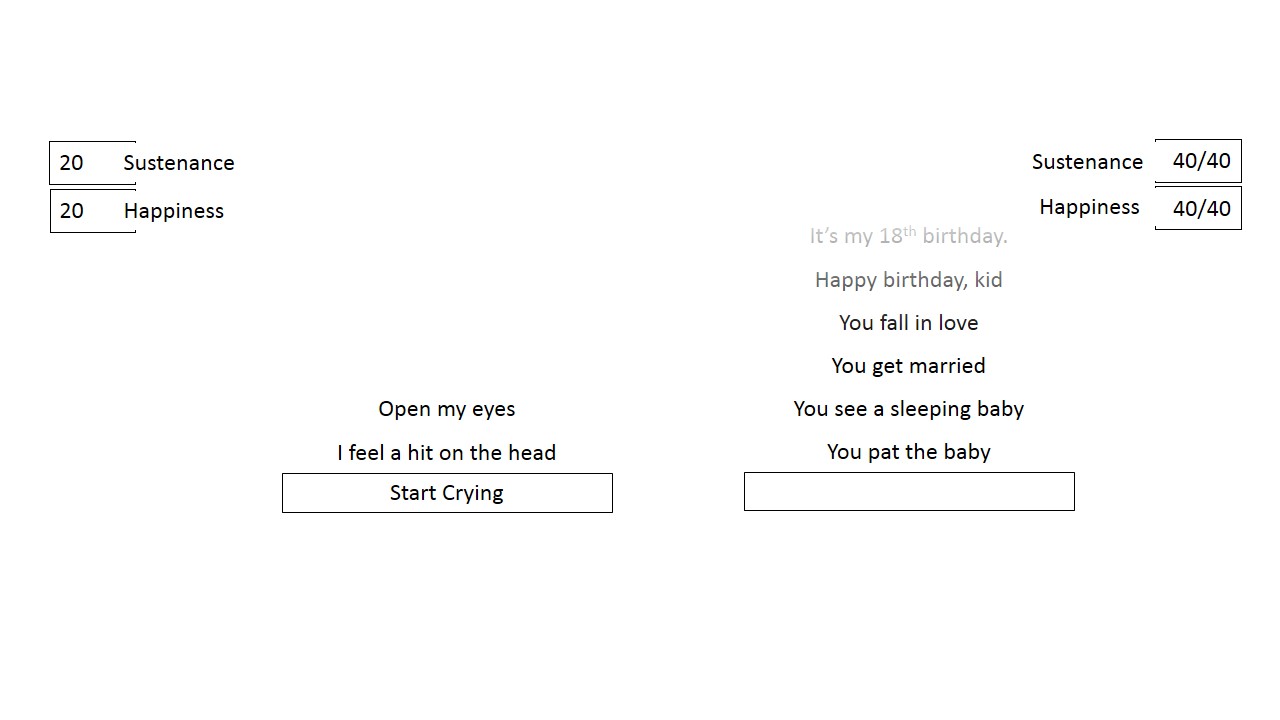 20 Sustenance
20 Happiness
Open my eyes
I feel a hit on the head
Start Crying
Sustenance 40/40
Happiness 40/40
It’s my 18th birthday.
Happy birthday, kid
You fall in love
You get married
You see a sleeping baby
You pat the baby